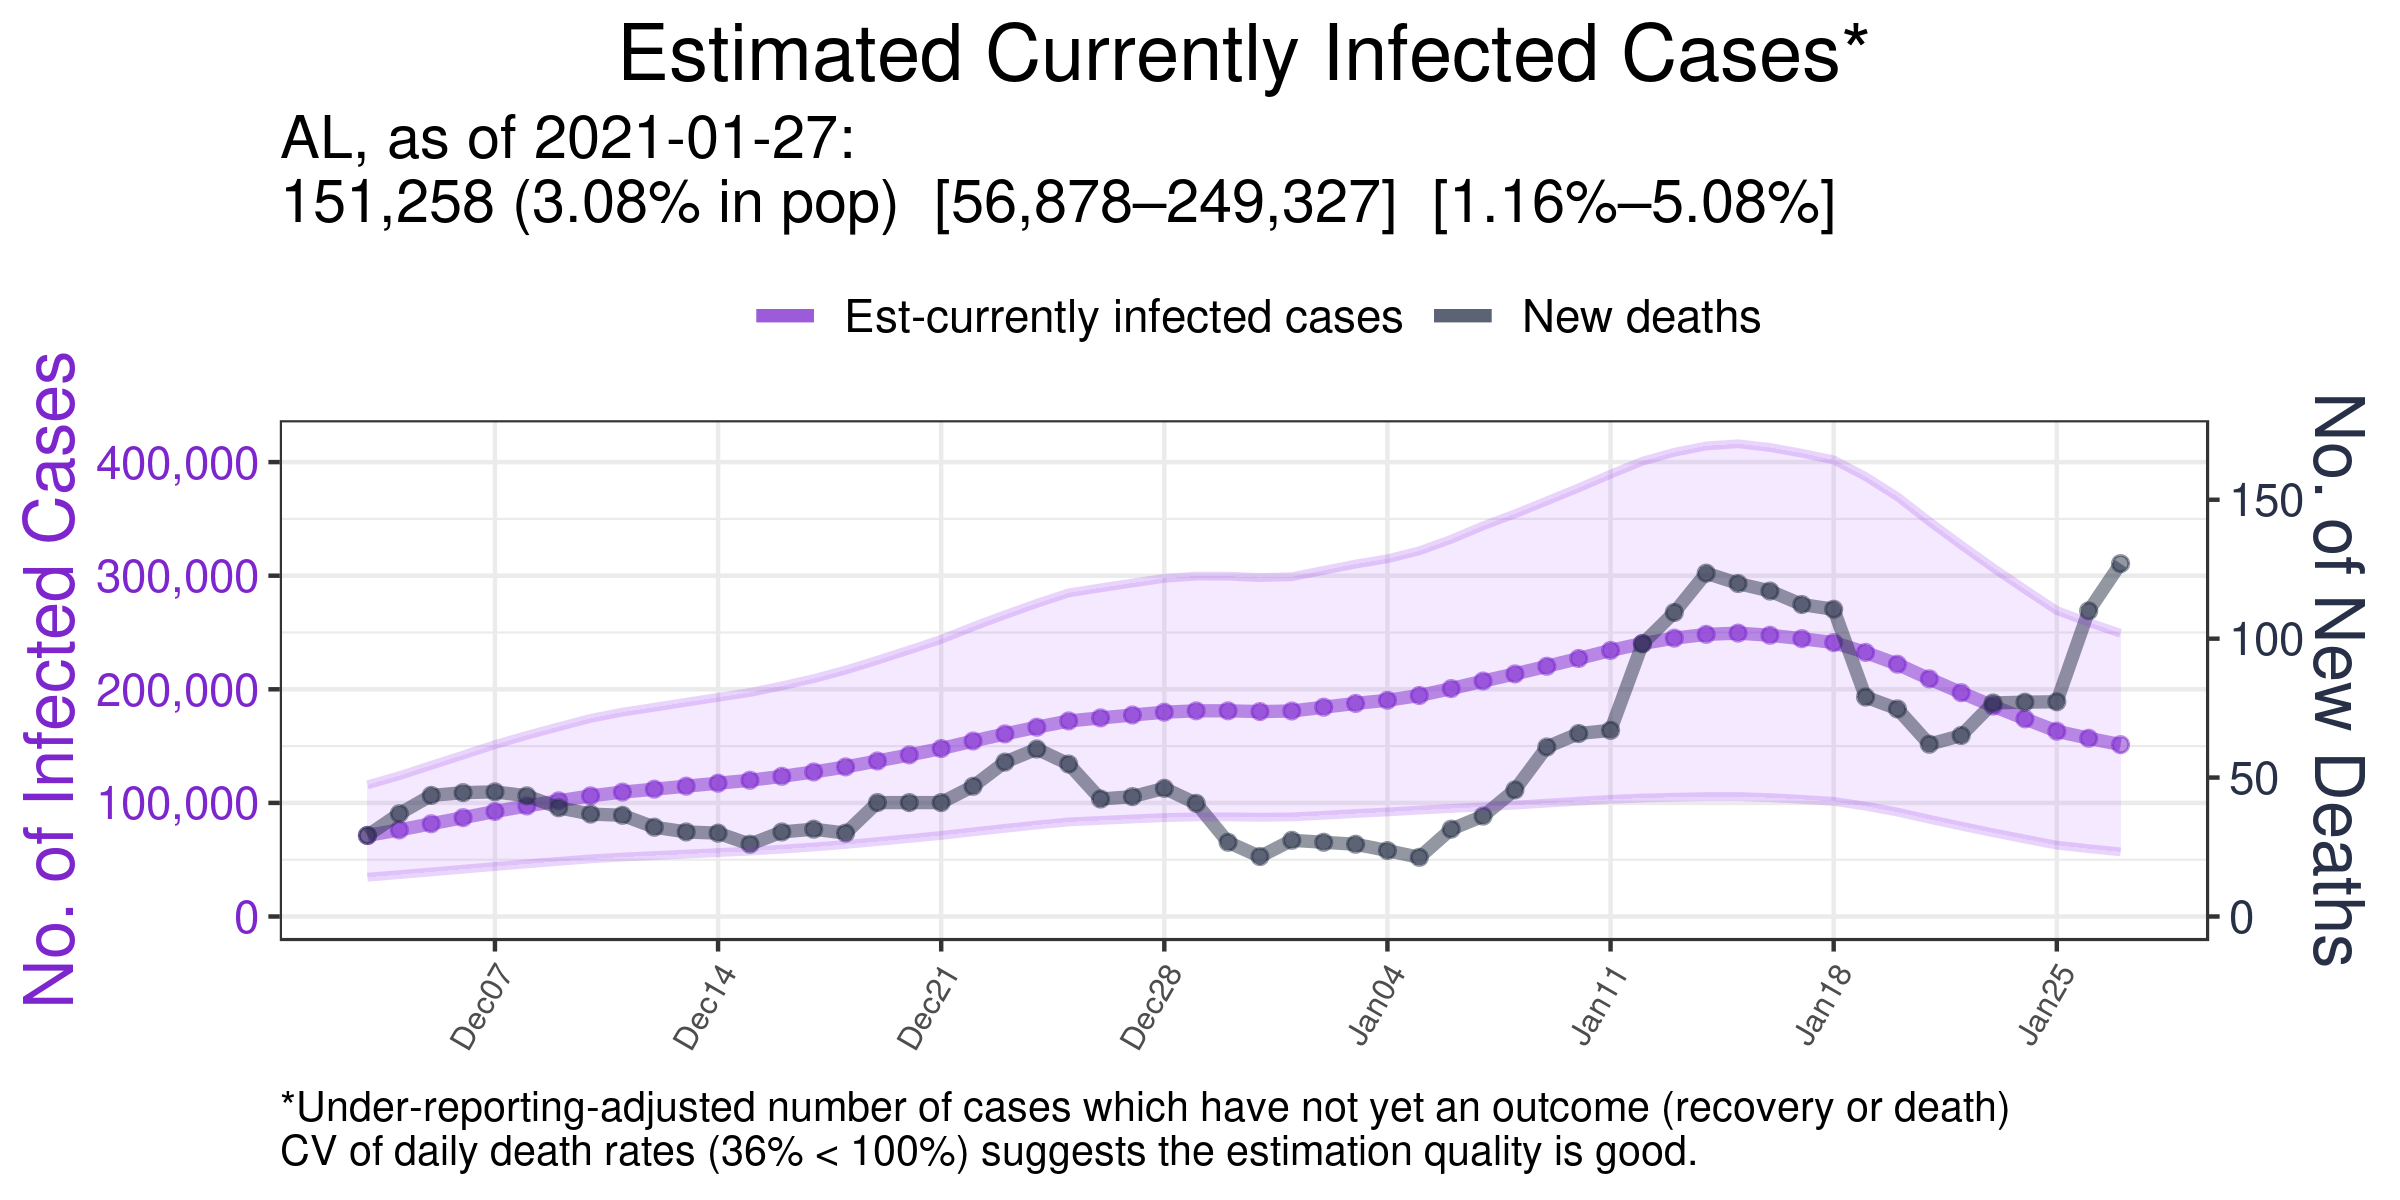 Estimated Currently Infected Cases*
AL, as of 2021-01-27:
151,258 (3.08% in pop)  [56,878–249,327]  [1.16%–5.08%]
Est-currently infected cases
New deaths
No. of Infected Cases
400,000
300,000
200,000
100,000
0
150
100
50
0
No. of New Deaths
Dec07
Dec14
Dec21
Dec28
Jan04
Jan11
Jan18
Jan25
*Under-reporting-adjusted number of cases which have not yet an outcome (recovery or death)
CV of daily death rates (36% < 100%) suggests the estimation quality is good.